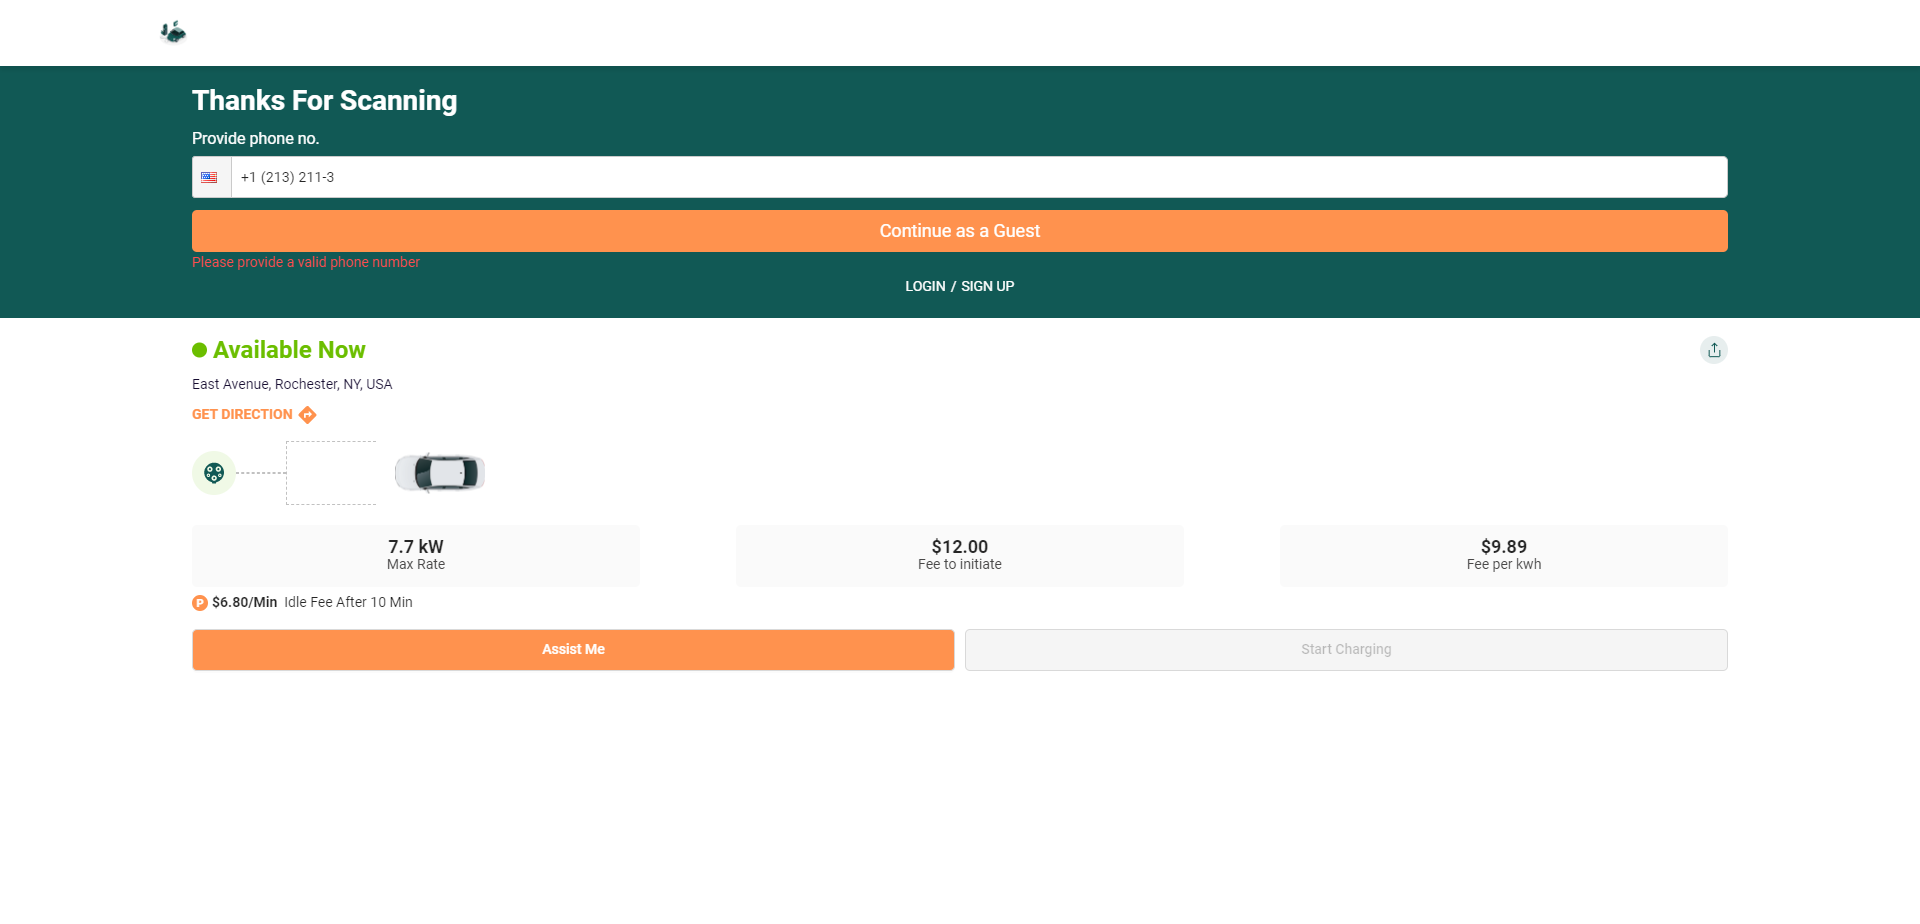 Thanks For Scanning
Provide phone no.
+1 (213) 211-3
Continue as a Guest
Please provide a valid phone number
LOGIN / SIGN UP
Available Now
East Avenue, Rochester, NY, USA
GET DIRECTION
7.7 kW
Max Rate
$12.00
Fee to initiate
$9.89
Fee per kwh
P $6.80/Min Idle Fee After 10 Min
Assist Me
Start Charging